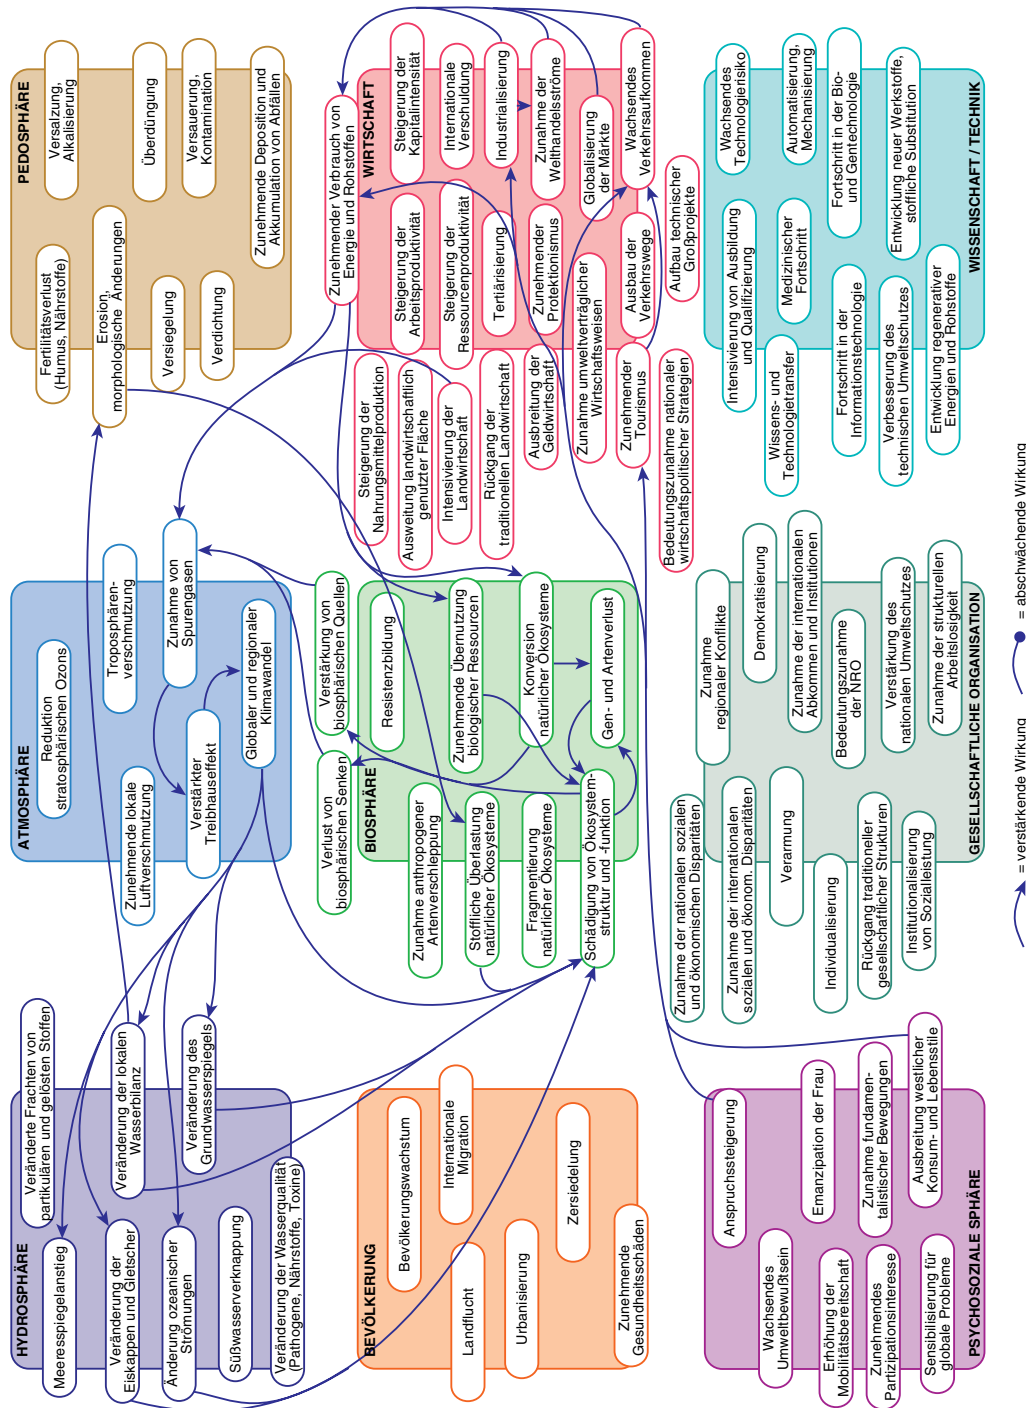 HYDROSPHÄRE
Veränderte Frachten von
partikulären und gelösten Stoffen
Meeresspiegelanstieg
Veränderung der lokalen
Wasserbilanz
Veränderung der
Eiskappen und Gletscher
Veränderung des
Grundwasserspiegels
Änderung ozeanischer
Strömungen
Süßwasserverknappung
Veränderung der Wasserqualität
(Pathogene, Nährstoffe, Toxine)
ATMOSPHÄRE
Reduktion
stratosphärischen Ozons
Zunehmende lokale
Luftverschmutzung
Troposphären-
verschmutzung
Zunahme von
Spurengasen
Verstärkter
Treibhauseffekt
Globaler und regionaler
Klimawandel
PEDOSPHÄRE
Fertilitätsverlust
(Humus, Nährstoffe)
Versalzung,
Alkalisierung
Erosion,
morphologische Änderungen
Überdüngung
Versiegelung
Versauerung,
Kontamination
Verdichtung
Zunehmende Deposition und
Akkumulation von Abfällen
BEVÖLKERUNG
Bevölkerungswachstum
Internationale
Migration
Landflucht
Urbanisierung
Zersiedelung
Zunehmende
Gesundheitsschäden
Verlust von
biosphärischen Senken
Verstärkung von
biosphärischen Quellen
BIOSPHÄRE
Resistenzbildung
Zunahme anthropogener
Artenverschleppung
Zunehmende Übernutzung
biologischer Ressourcen
Stoffliche Überlastung
natürlicher Ökosysteme
Fragmentierung
natürlicher Ökosysteme
Konversion
natürlicher Ökosysteme
Schädigung von Ökosystem-
struktur und -funktion
Gen- und Artenverlust
Zunehmender Verbrauch von
Energie und Rohstoffen
WIRTSCHAFT
Steigerung der
Nahrungsmittelproduktion
Steigerung der
Arbeitsproduktivität
Steigerung der
Kapitalintensität
Ausweitung landwirtschaftlich
genutzter Fläche
Intensivierung der
Landwirtschaft
Steigerung der
Ressourcenproduktivität
Internationale
Verschuldung
Rückgang der
traditionellen Landwirtschaft
Tertiärisierung
Industrialisierung
Ausbreitung der
Geldwirtschaft
Zunehmender
Protektionismus
Zunahme der
Welthandelsströme
Zunahme umweltverträglicher
Wirtschaftsweisen
Globalisierung
der Märkte
Zunehmender
Tourismus
Ausbau der
Verkehrswege
Wachsendes
Verkehrsaufkommen
Bedeutungszunahme nationaler
wirtschaftspolitischer Strategien
Aufbau technischer
Großprojekte
Anspruchssteigerung
Wachsendes
Umweltbewußtsein
Emanzipation der Frau
Erhöhung der
Mobilitätsbereitschaft
Zunahme fundamen-
talistischer Bewegungen
Zunehmendes
Partizipationsinteresse
Ausbreitung westlicher
Konsum- und Lebensstile
Sensibilisierung für
globale Probleme
PSYCHOSOZIALE SPHÄRE
Zunahme der nationalen sozialen
und ökonomischen Disparitäten
Zunahme
regionaler Konflikte
Zunahme der internationalen
sozialen und ökonom. Disparitäten
Demokratisierung
Verarmung
Zunahme der internationalen
Abkommen und Institutionen
Individualisierung
Bedeutungszunahme
der NRO
Rückgang traditioneller
gesellschaftlicher Strukturen
Verstärkung des
nationalen Umweltschutzes
Institutionalisierung
von Sozialleistung
Zunahme der strukturellen
Arbeitslosigkeit
GESELLSCHAFTLICHE ORGANISATION
Intensivierung von Ausbildung
und Qualifizierung
Wachsendes
Technologierisiko
Wissens- und
Technologietransfer
Medizinischer
Fortschritt
Automatisierung,
Mechanisierung
Fortschritt in der
Informationstechnologie
Fortschritt in der Bio-
und Gentechnologie
Verbesserung des
technischen Umweltschutzes
Entwicklung neuer Werkstoffe,
stoffliche Substitution
Entwicklung regenerativer
Energien und Rohstoffe
WISSENSCHAFT / TECHNIK
= verstärkende Wirkung
= abschwächende Wirkung